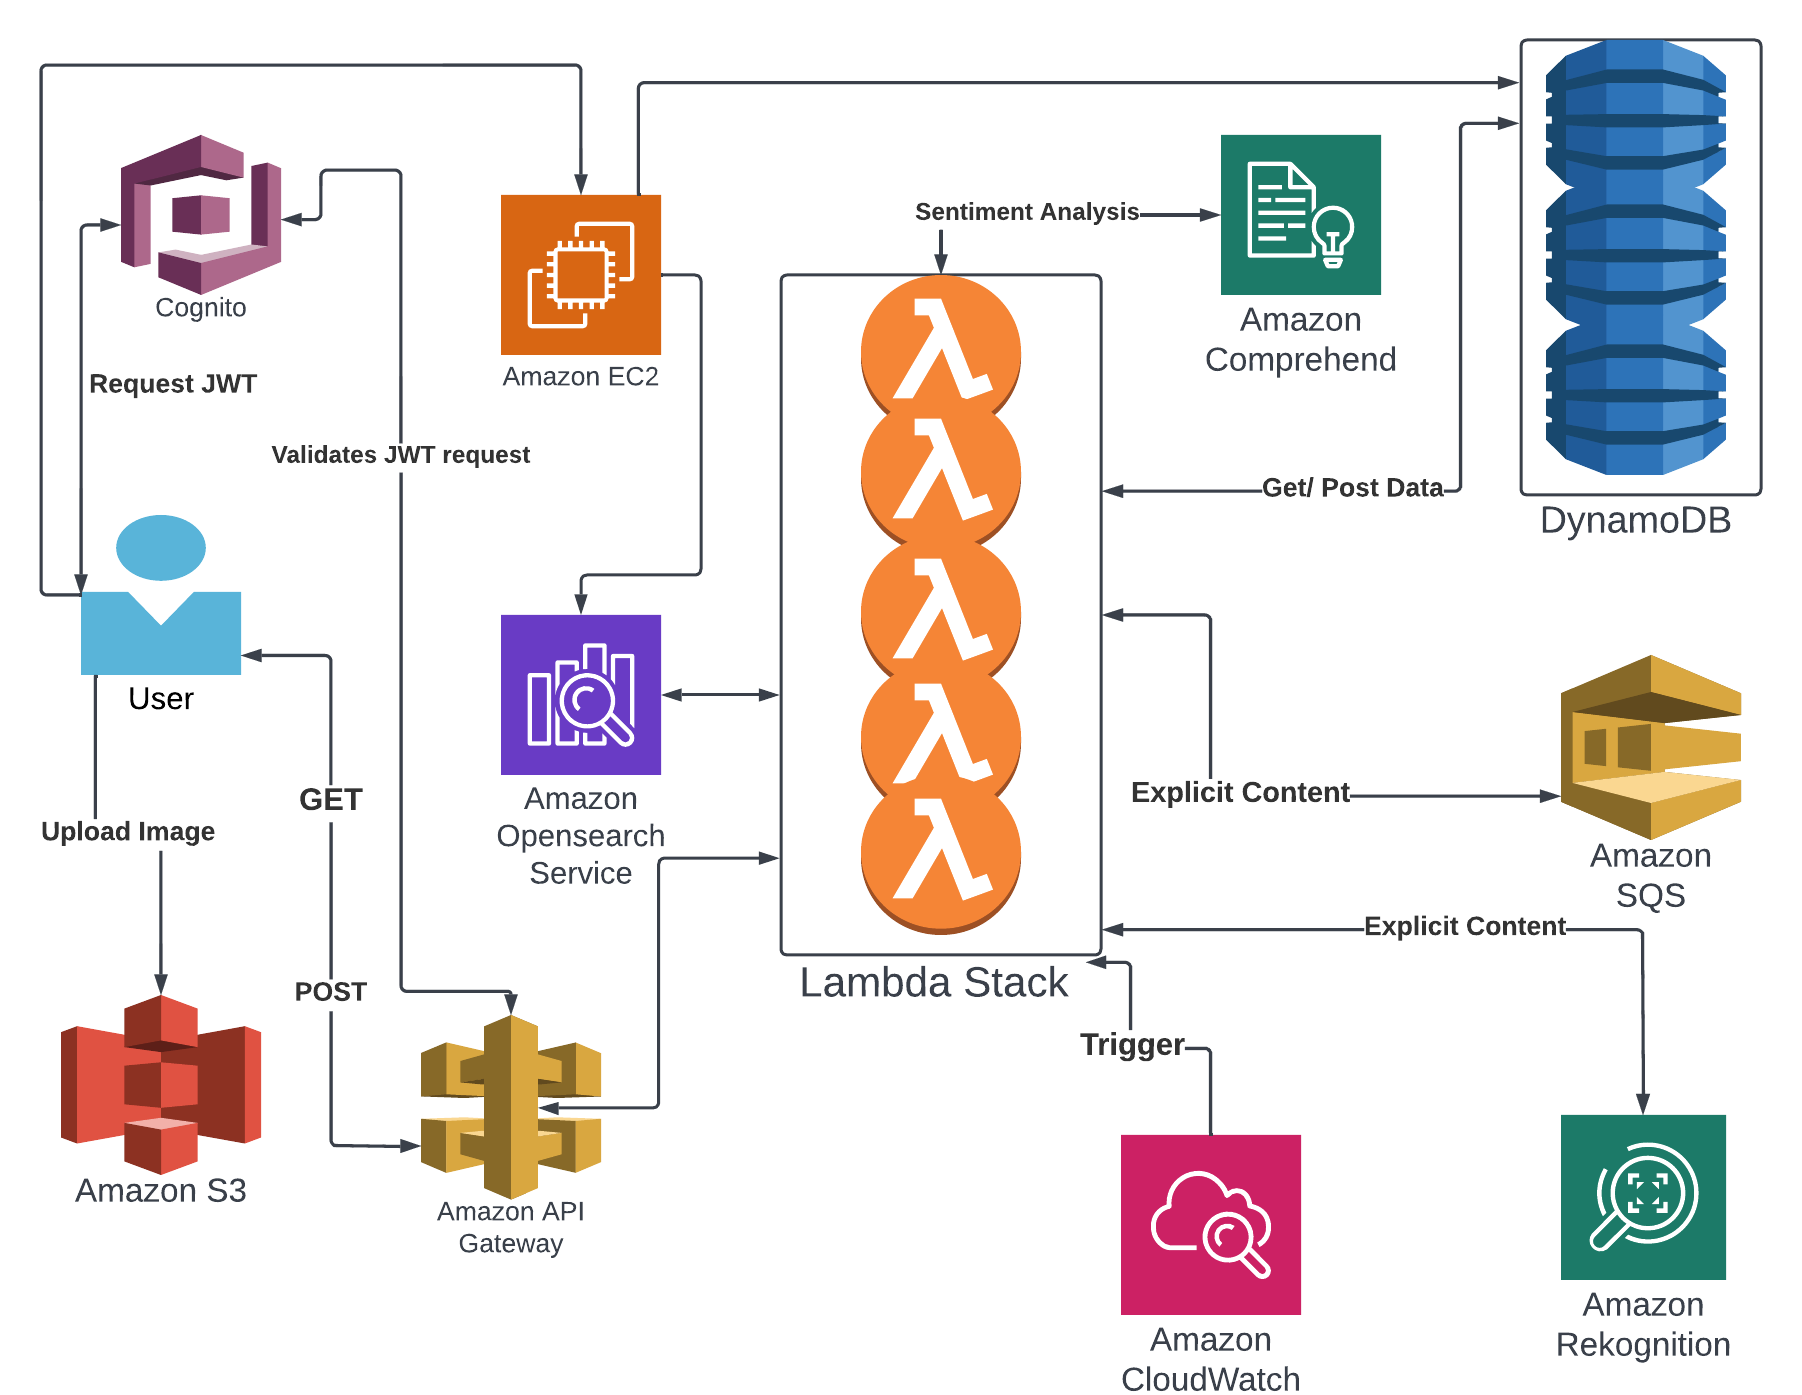 Sentiment Analysis
Cognito
Amazon
Comprehend
Amazon EC2
Request JWT
Validates JWT request
Get/ Post Data
DynamoDB
User
GET
Amazon
Opensearch
Service
Explicit Content
Upload Image
Amazon
SQS
Explicit Content
Lambda Stack
POST
Trigger
Amazon S3
Amazon API
Gateway
Amazon
CloudWatch
Amazon
Rekognition